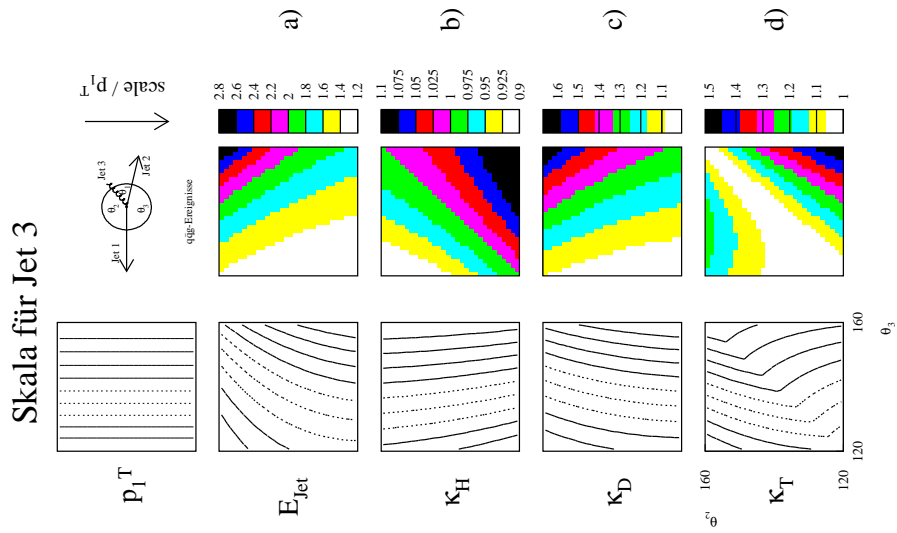 Skala für Jet 3
scale / p₁ᵀ
Jet 1
Jet 3
Jet 2
θ₂
θ₁
θ₃
qq̄g-Ereignisse
p₁ᵀ
E_Jet
2.8
2.6
2.4
2.2
2
1.8
1.6
1.4
1.2
a)
κ_H
1.1
1.075
1.05
1.025
1
0.975
0.95
0.925
0.9
b)
κ_D
1.6
1.5
1.4
1.3
1.2
1.1
c)
κ_T
1.5
1.4
1.3
1.2
1.1
1
d)
160
θ₂
120
120
160
θ₃